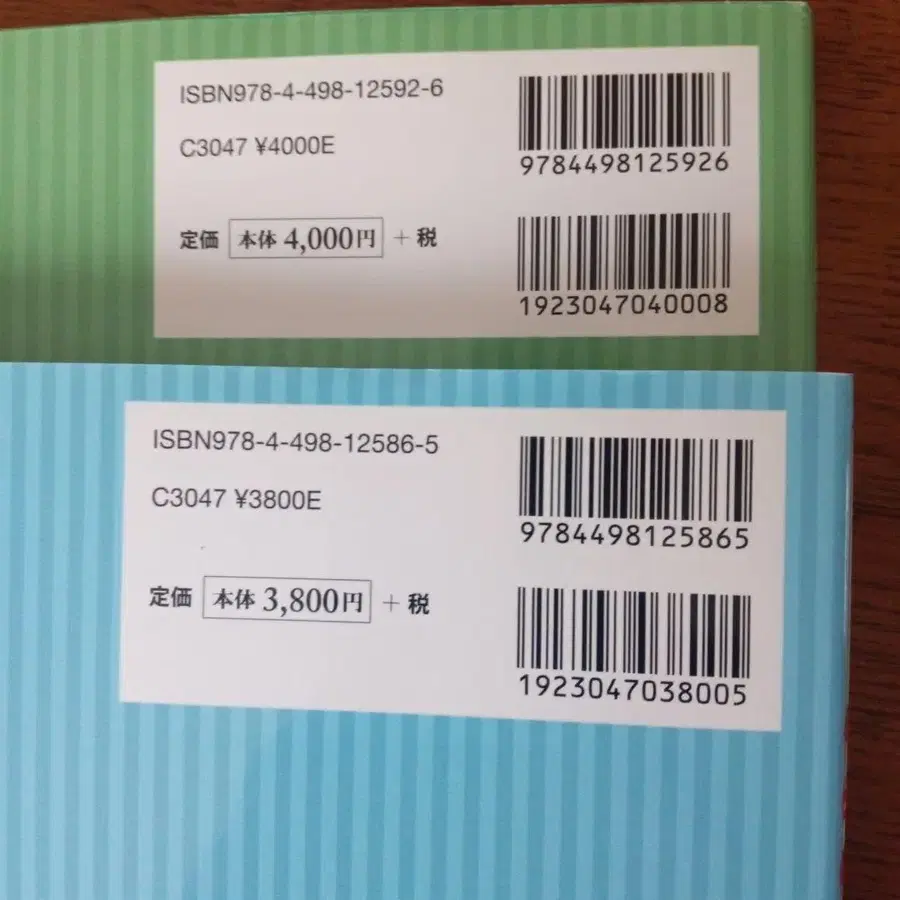 ISBN978-4-498-12592-6
9784498125926
C3047 ¥4000E
定価 本体 4,000円 + 税
1923047040008
ISBN978-4-498-12586-5
9784498125865
C3047 ¥3800E
定価 本体 3,800円 + 税
1923047038005